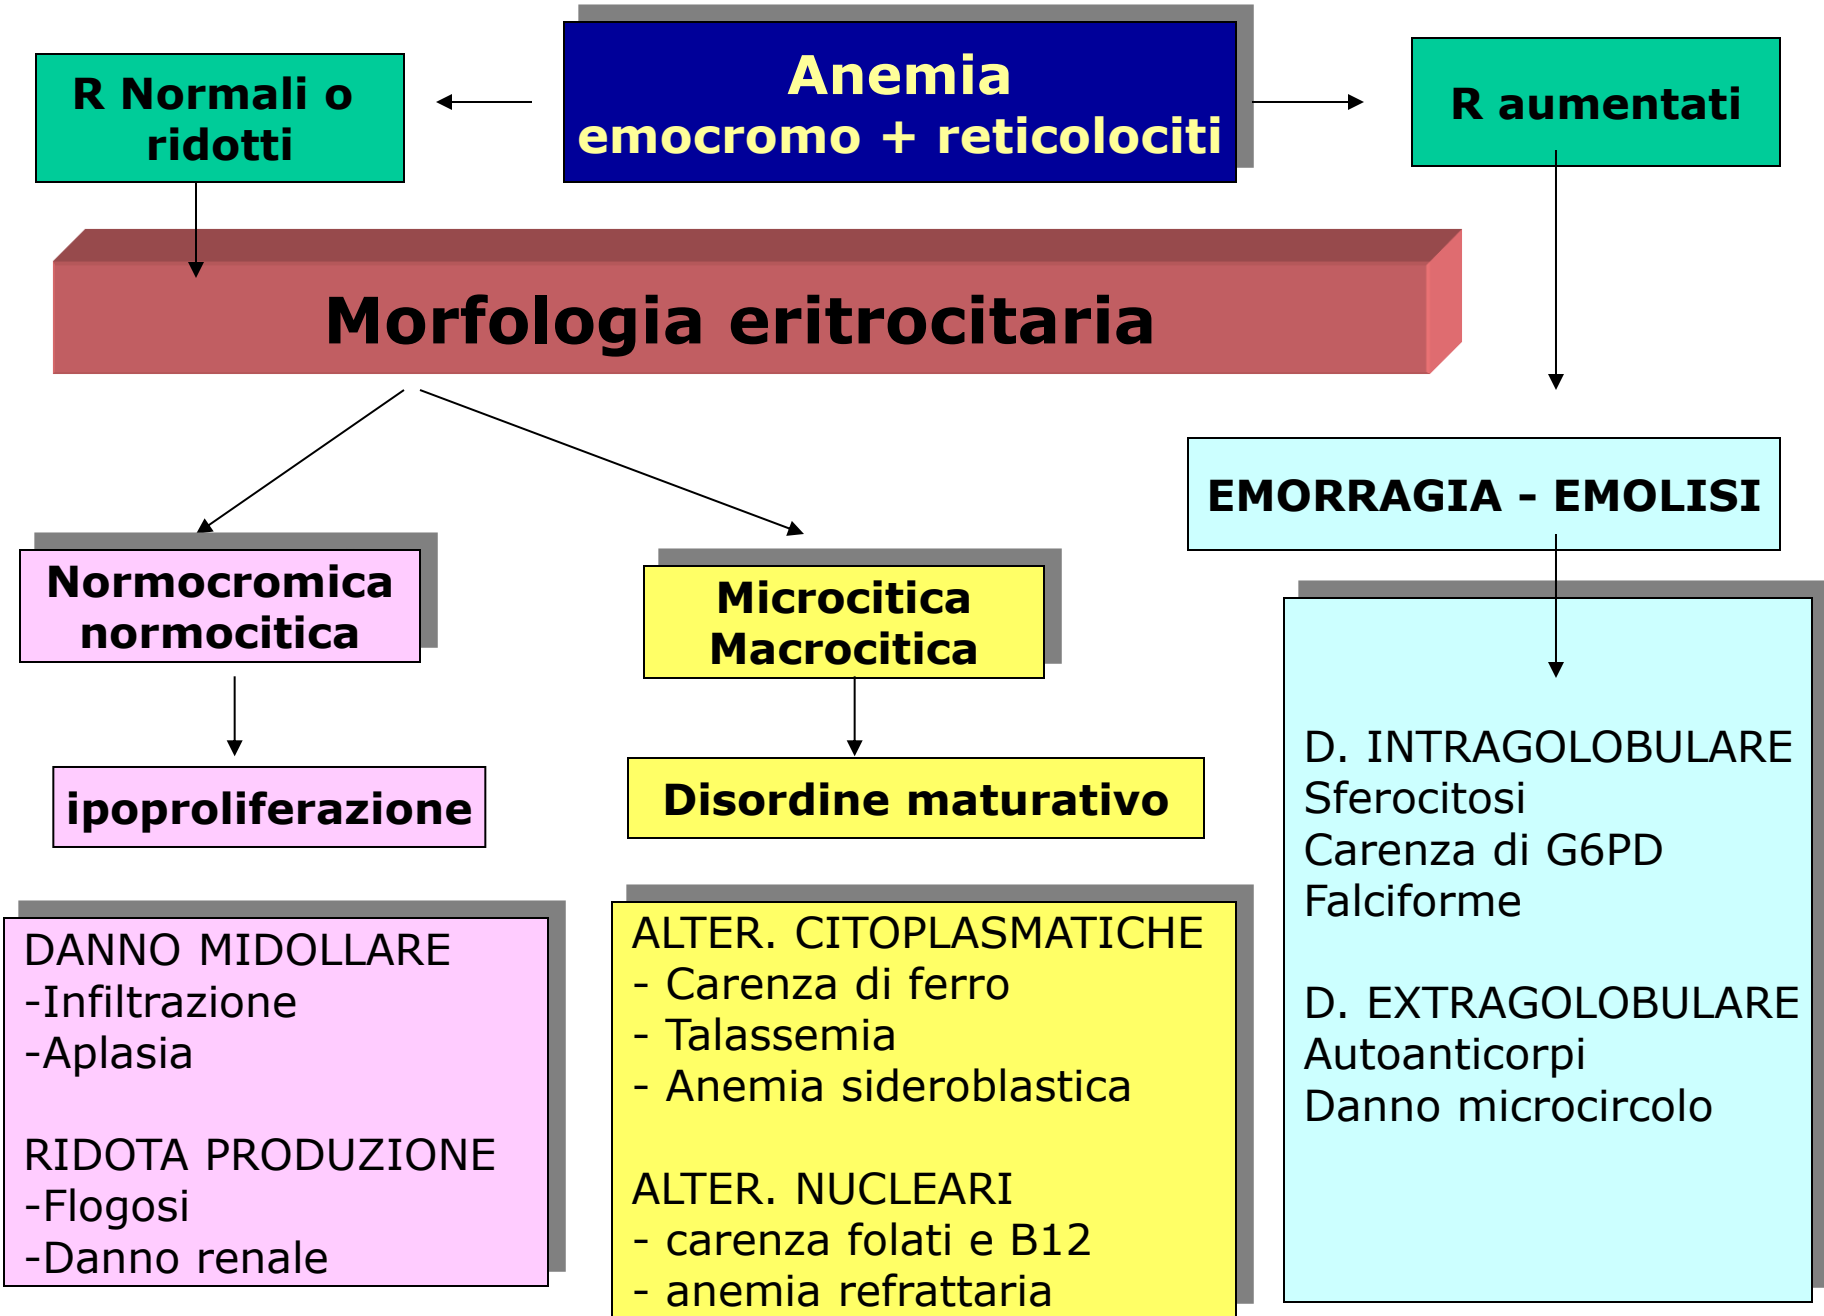 Anemia
emocromo + reticolociti
R Normali o
ridotti
R aumentati
Morfologia eritrocitaria
EMORRAGIA – EMOLISI
Normocromica
normocitica
Microcitica
Macrocitica
ipoproliferazione
Disordine maturativo
DANNO MIDOLLARE
-Infiltrazione
-Aplasia
RIDOTA PRODUZIONE
-Flogosi
-Danno renale
ALTER. CITOPLASMATICHE
- Carenza di ferro
- Talassemia
- Anemia sideroblastica
ALTER. NUCLEARI
- carenza folati e B12
- anemia refrattaria
D. INTRAGOLOBULARE
Sferocitosi
Carenza di G6PD
Falciforme
D. EXTRAGOLOBULARE
Autoanticorpi
Danno microcircolo